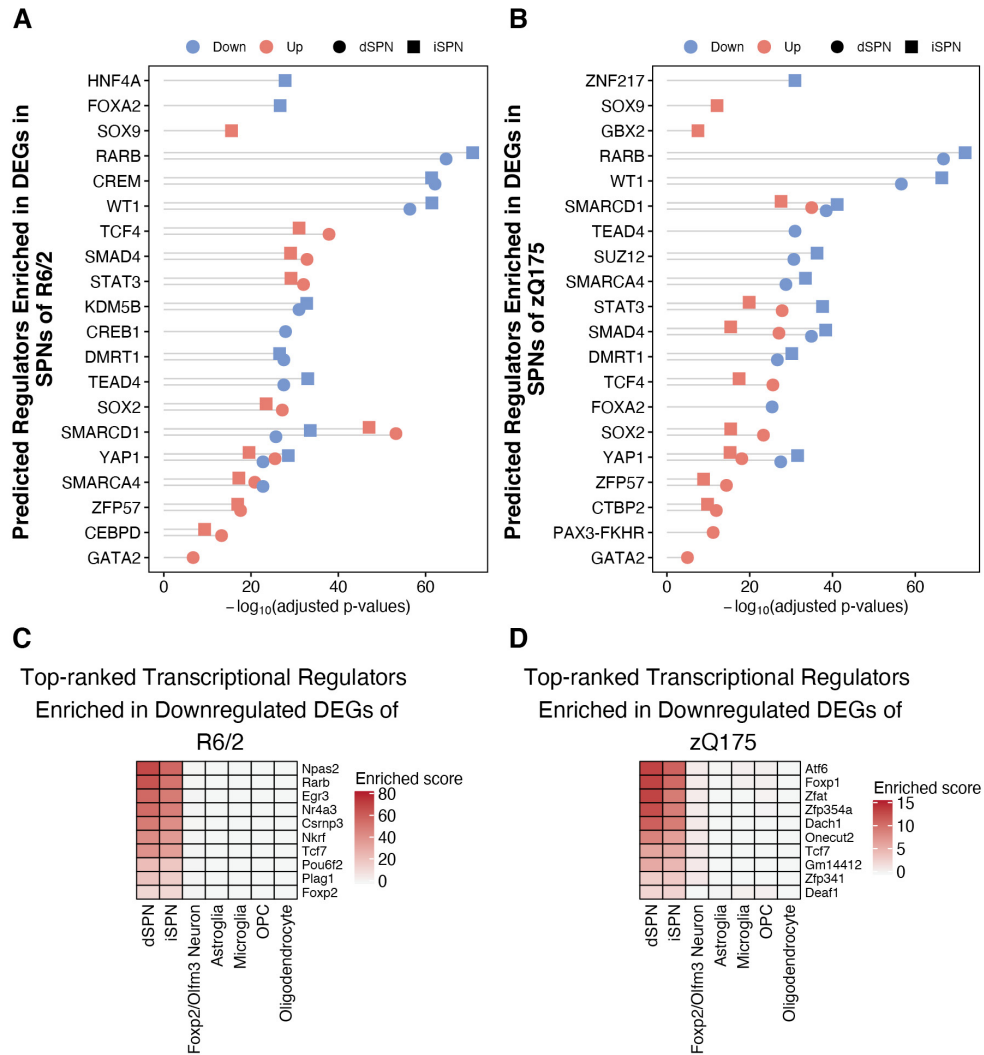 A
Down Up dSPN iSPN
Predicted Regulators Enriched in DEGs in
SPNs of R6/2
HNF4A
FOXA2
SOX9
RARB
CREM
WT1
TCF4
SMAD4
STAT3
KDM5B
CREB1
DMRT1
TEAD4
SOX2
SMARCD1
YAP1
SMARCA4
ZFP57
CEBPD
GATA2
0 20 40 60
−log10(adjusted p-values)
B
Down Up dSPN iSPN
Predicted Regulators Enriched in DEGs in
SPNs of zQ175
ZNF217
SOX9
GBX2
RARB
WT1
SMARCD1
TEAD4
SUZ12
SMARCA4
STAT3
SMAD4
DMRT1
TCF4
FOXA2
SOX2
YAP1
ZFP57
CTBP2
PAX3-FKHR
GATA2
0 20 40 60
−log10(adjusted p-values)
C
Top-ranked Transcriptional Regulators
Enriched in Downregulated DEGs of
R6/2
Npas2
Rarb
Egr3
Nr4a3
Csrnp3
Nkrf
Tcf7
Pou6f2
Plag1
Foxp2
Enriched score
80
60
40
20
0
dSPN
iSPN
Foxp2/Olfm3 Neuron
Astroglia
Microglia
OPC
Oligodendrocyte
D
Top-ranked Transcriptional Regulators
Enriched in Downregulated DEGs of
zQ175
Atf6
Foxp1
Zfat
Zfp354a
Dach1
Onecut2
Tcf7
Gm14412
Zfp341
Deaf1
Enriched score
15
10
5
0
dSPN
iSPN
Foxp2/Olfm3 Neuron
Astroglia
Microglia
OPC
Oligodendrocyte